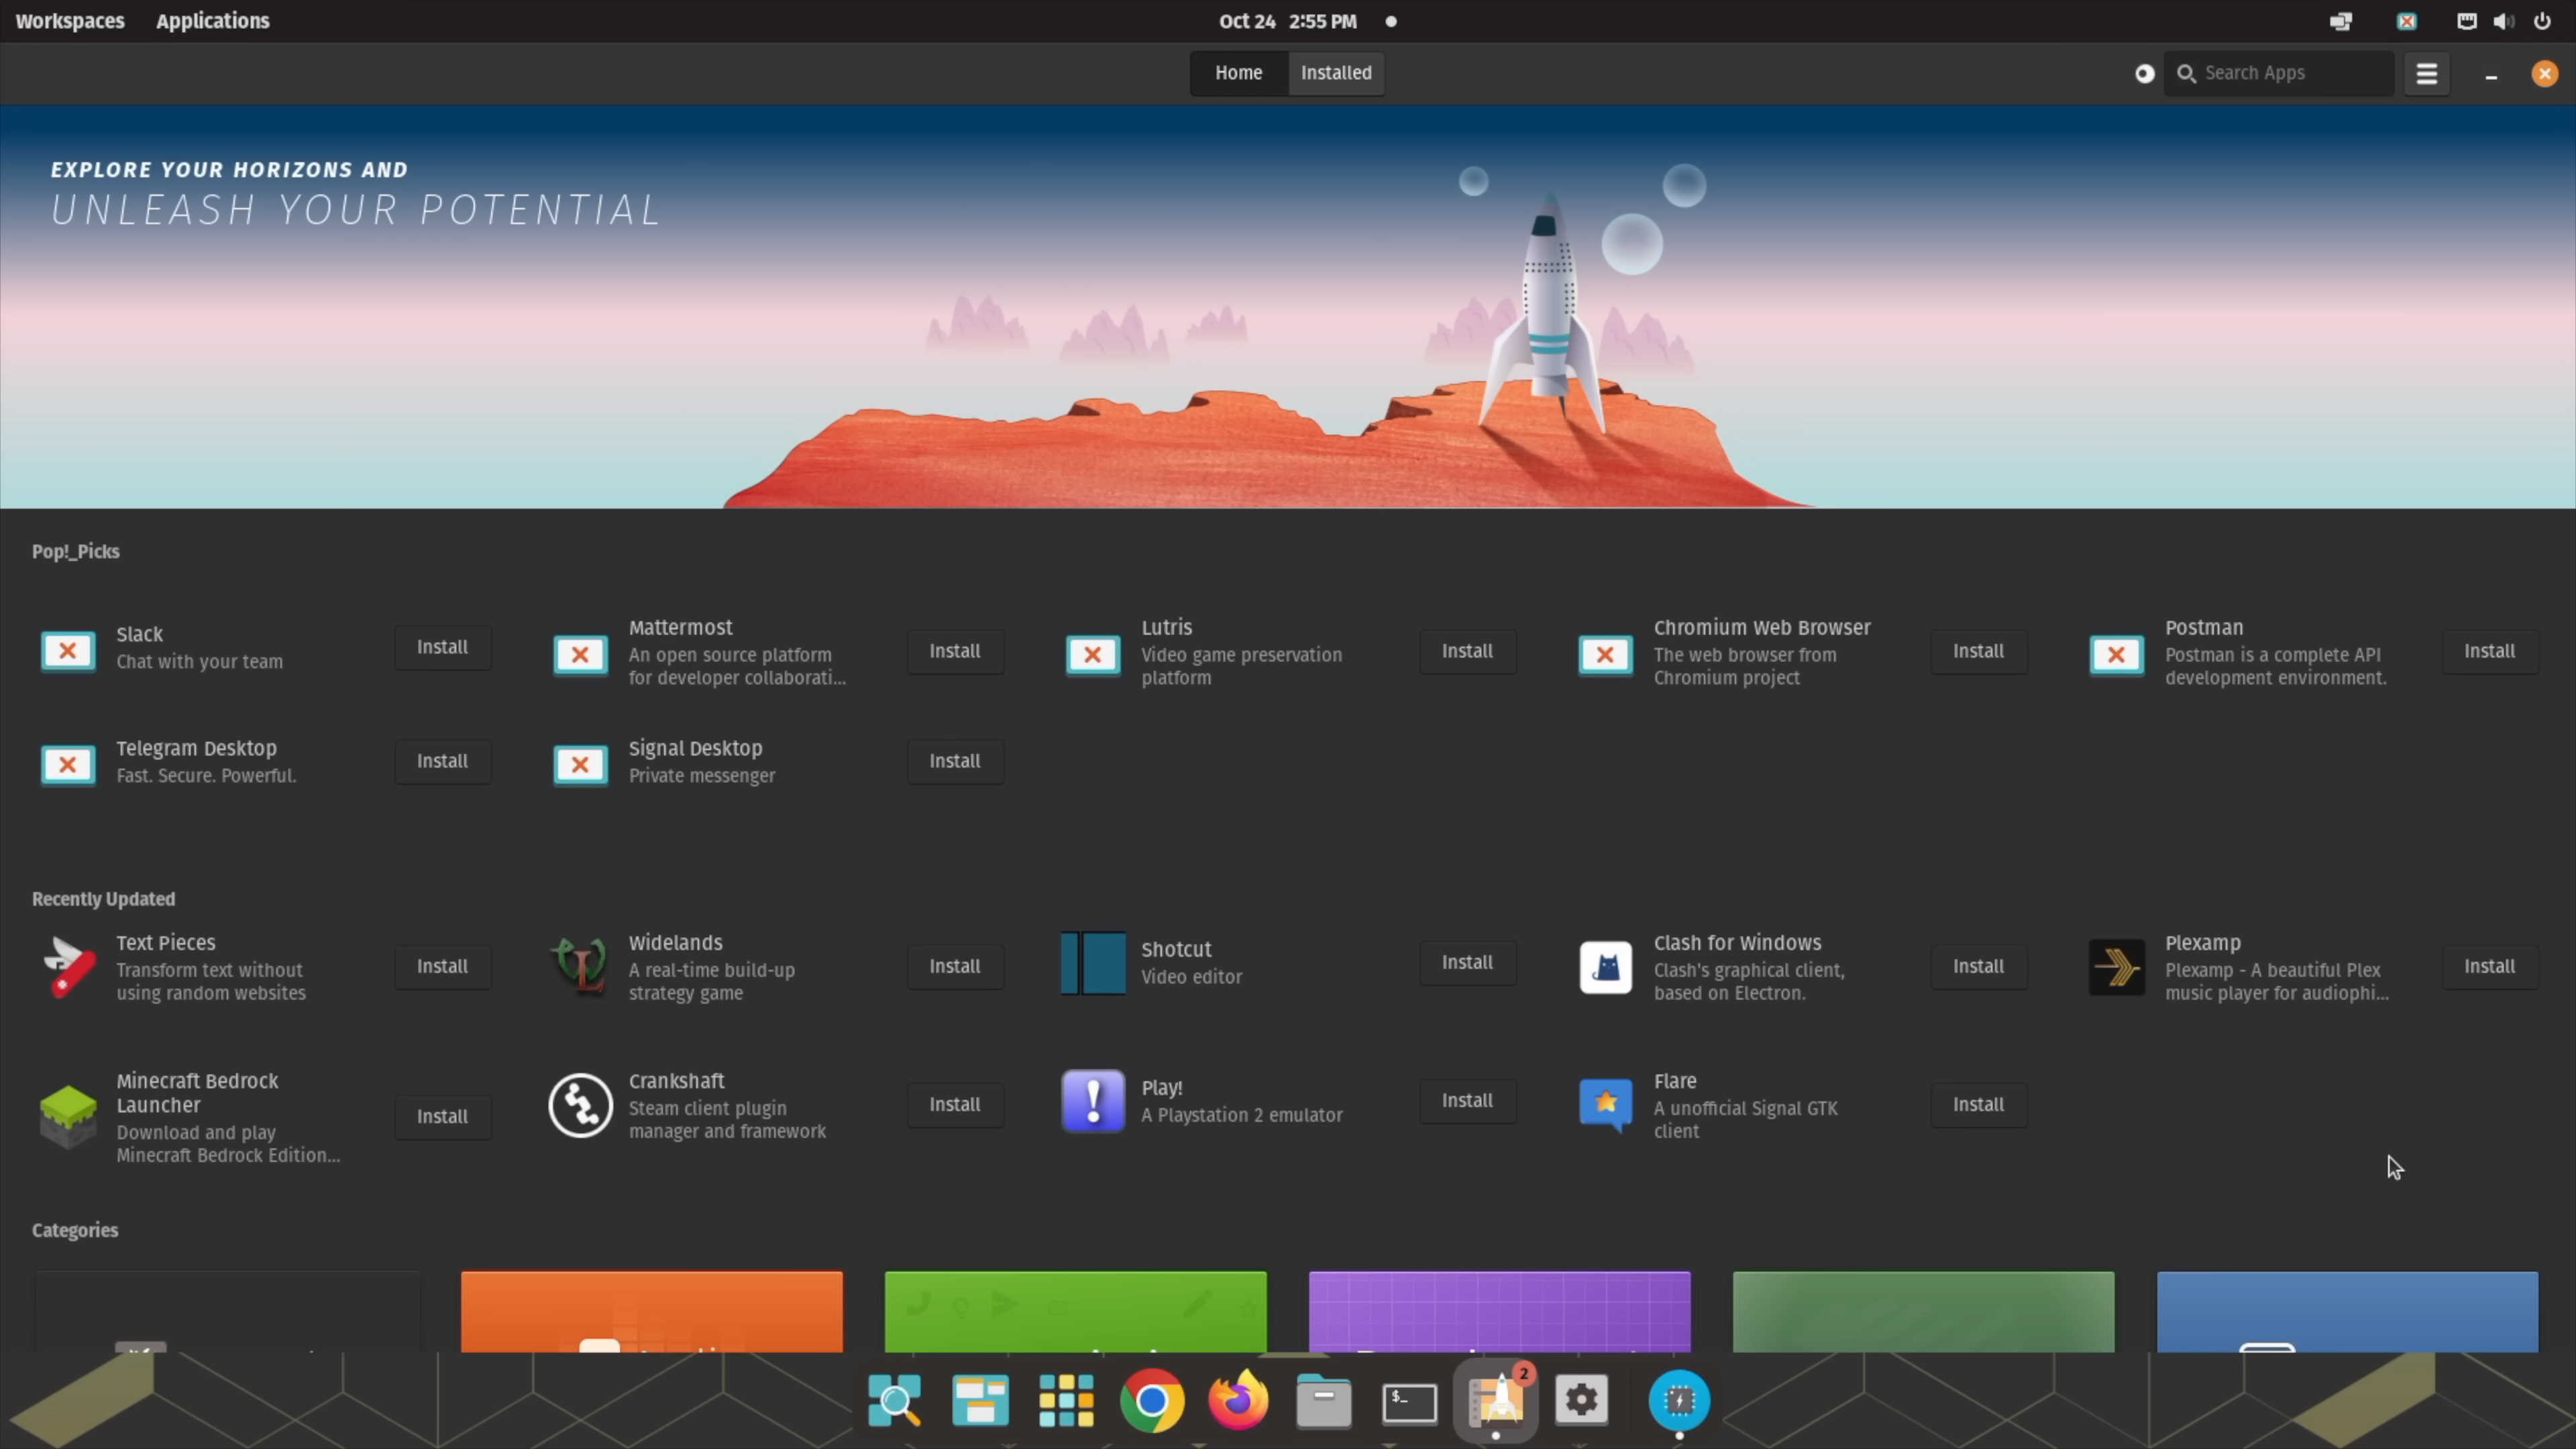 Workspaces Applications Oct 24 2:55 PM
Home Installed Search Apps
EXPLORE YOUR HORIZONS AND
UNLEASH YOUR POTENTIAL
Pop!_Picks
Slack
Chat with your team
Install
Mattermost
An open source platform
for developer collaborati...
Install
Lutris
Video game preservation
platform
Install
Chromium Web Browser
The web browser from
Chromium project
Install
Postman
Postman is a complete API
development environment.
Install
Telegram Desktop
Fast. Secure. Powerful.
Install
Signal Desktop
Private messenger
Install
Recently Updated
Text Pieces
Transform text without
using random websites
Install
Widelands
A real-time build-up
strategy game
Install
Shotcut
Video editor
Install
Clash for Windows
Clash's graphical client,
based on Electron.
Install
Plexamp
Plexamp - A beautiful Plex
music player for audiophi...
Install
Minecraft Bedrock
Launcher
Download and play
Minecraft Bedrock Edition...
Install
Crankshaft
Steam client plugin
manager and framework
Install
Play!
A Playstation 2 emulator
Install
Flare
A unofficial Signal GTK
client
Install
Categories
$_
2